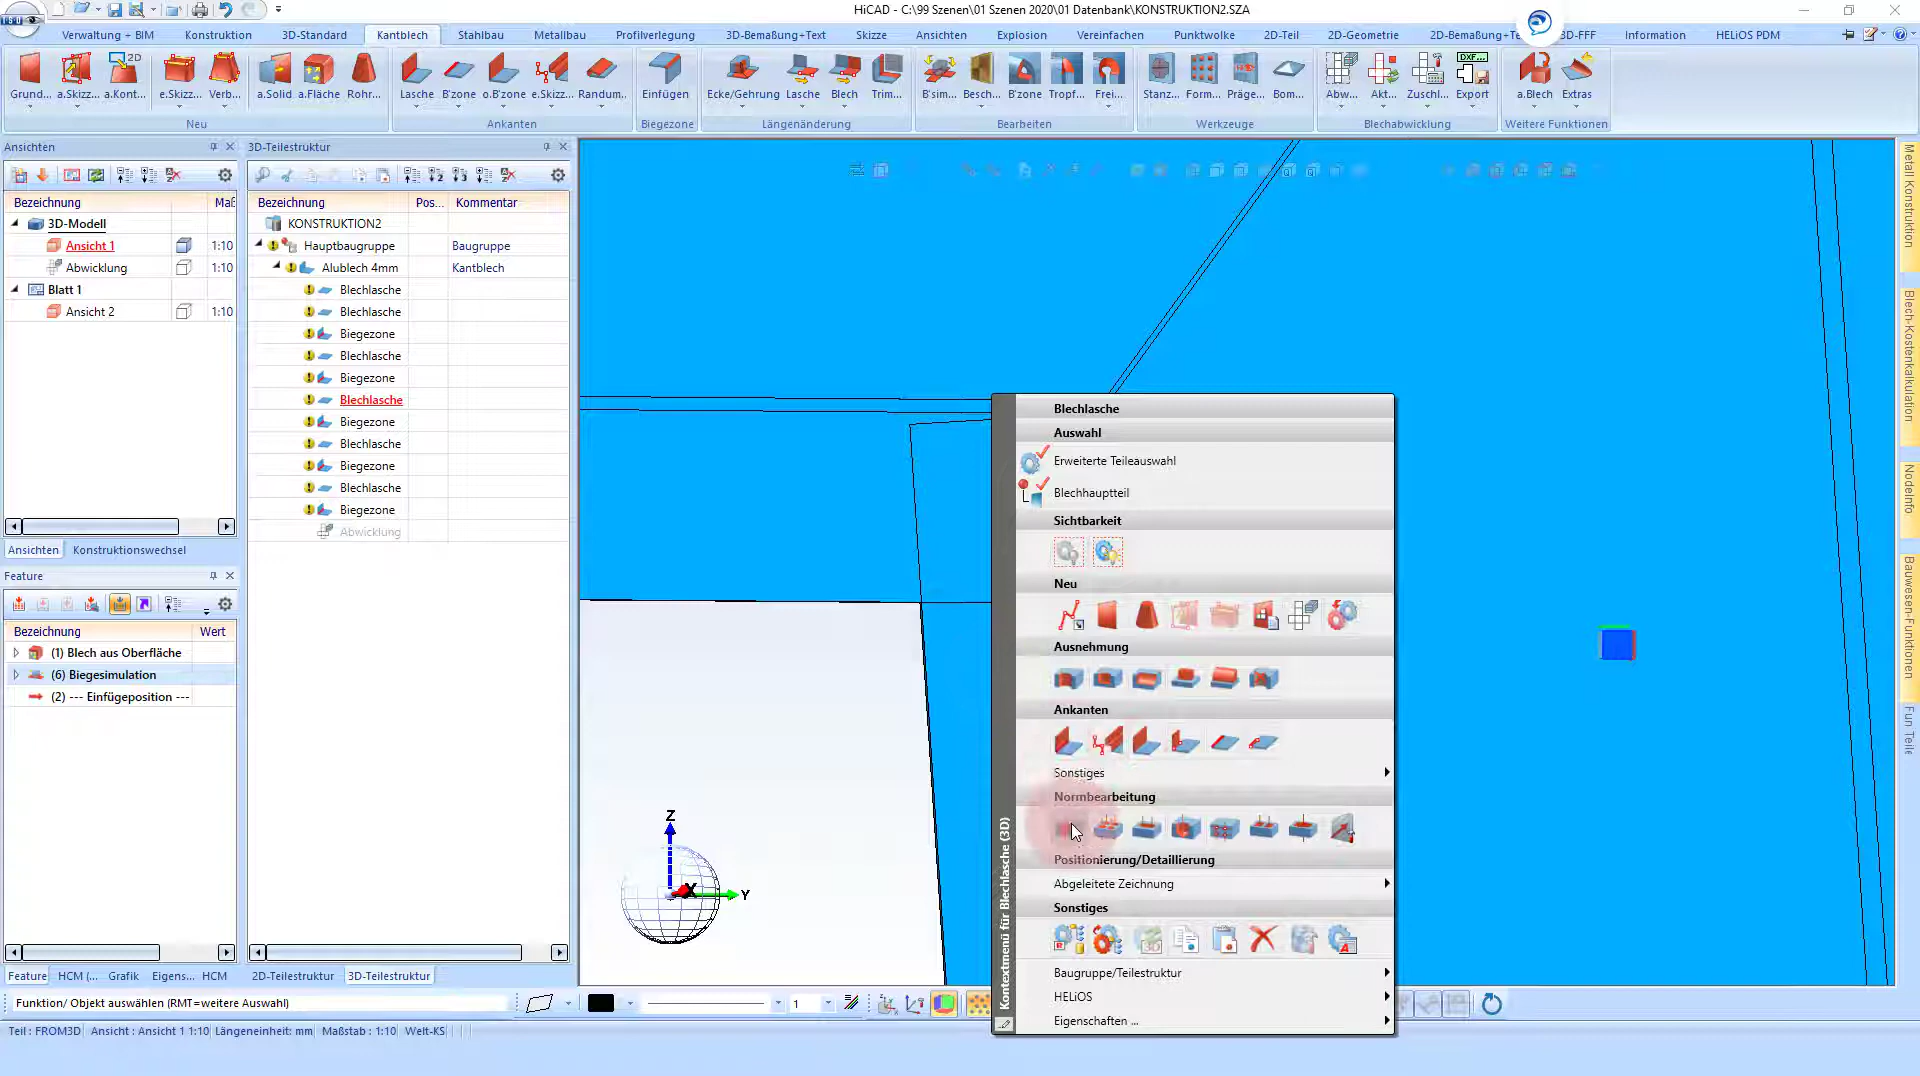 HiCAD - C:\99 Szenen\01 Szenen 2020\01 Datenbank\KONSTRUKTION2.SZA
Verwaltung + BIM Konstruktion 3D-Standard Kantblech Stahlbau Metallbau Profilverlegung 3D-Bemaßung+Text Skizze Ansichten Explosion Vereinfachen Punktwolke 2D-Teil 2D-Geometrie 2D-Bemaßung+Te 3D-FFF Information HELiOS PDM
Grund... a.Skizz... a.Kont... e.Skizz... Verb... a.Solid a.Fläche Rohr... Lasche B'zone o.B'zone e.Skizz... Randum... Einfügen Ecke/Gehrung Lasche Blech Trim... B'sim... Besch... B'zone Tropf... Frei... Stanz... Form... Präge... Bom... Abw... Akt... Zuschl... Export a.Blech Extras
Neu Ankanten Biegezone Längenänderung Bearbeiten Werkzeuge Blechabwicklung Weitere Funktionen
Ansichten
Bezeichnung Maß
3D-Modell
Ansicht 1 1:10
Abwicklung 1:10
Blatt 1
Ansicht 2 1:10
Ansichten Konstruktionswechsel
Feature
Bezeichnung Wert
(1) Blech aus Oberfläche
(6) Biegesimulation
(2) --- Einfügeposition ---
Feature HCM (... Grafik Eigens... HCM
3D-Teilestruktur
Bezeichnung Pos... Kommentar
KONSTRUKTION2
Hauptbaugruppe Baugruppe
Alublech 4mm Kantblech
Blechlasche
Blechlasche
Biegezone
Blechlasche
Biegezone
Blechlasche
Biegezone
Blechlasche
Biegezone
Blechlasche
Biegezone
Abwicklung
2D-Teilestruktur 3D-Teilestruktur
Z
X
Y
Kontextmenü für Blechlasche (3D)
Blechlasche
Auswahl
Erweiterte Teileauswahl
Blechhauptteil
Sichtbarkeit
Neu
Ausnehmung
Ankanten
Sonstiges
Normbearbeitung
Positionierung/Detaillierung
Abgeleitete Zeichnung
Sonstiges
Baugruppe/Teilestruktur
HELiOS
Eigenschaften ...
Metall Konstruktion
Blech-Kostenkalkulation
NodeInfo
Bauwesen-Funktionen
Fun Teile
Funktion/ Objekt auswählen (RMT=weitere Auswahl) 1
Teil : FROM3D Ansicht : Ansicht 1 1:10 Längeneinheit: mm Maßstab : 1:10 Welt-KS